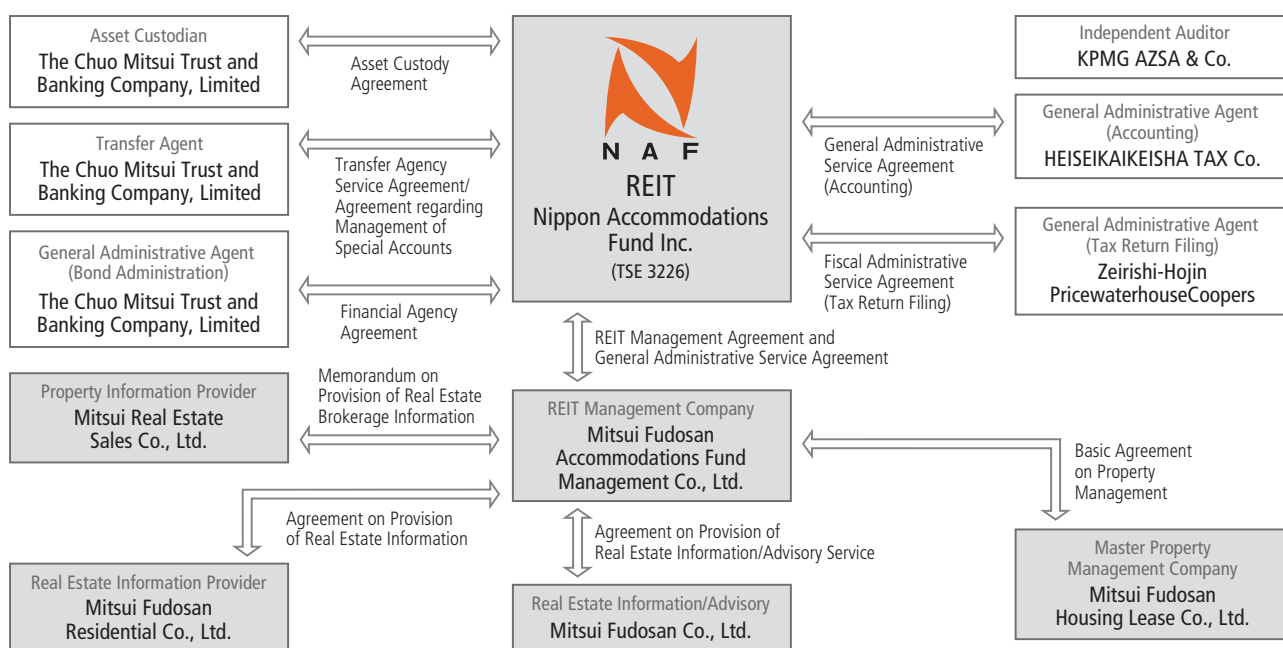 Asset Custodian
The Chuo Mitsui Trust and
Banking Company, Limited
Asset Custody
Agreement
Transfer Agent
The Chuo Mitsui Trust and
Banking Company, Limited
Transfer Agency
Service Agreement/
Agreement regarding
Management of
Special Accounts
General Administrative Agent
(Bond Administration)
The Chuo Mitsui Trust and
Banking Company, Limited
Financial Agency
Agreement
N A F
REIT
Nippon Accommodations
Fund Inc.
(TSE 3226)
Independent Auditor
KPMG AZSA & Co.
General Administrative
Service Agreement
(Accounting)
General Administrative Agent
(Accounting)
HEISEIKAIKEISHA TAX Co.
Fiscal Administrative
Service Agreement
(Tax Return Filing)
General Administrative Agent
(Tax Return Filing)
Zeirishi-Hojin
PricewaterhouseCoopers
REIT Management Agreement and
General Administrative Service Agreement
Property Information Provider
Mitsui Real Estate
Sales Co., Ltd.
Memorandum on
Provision of Real Estate
Brokerage Information
REIT Management Company
Mitsui Fudosan
Accommodations Fund
Management Co., Ltd.
Basic Agreement
on Property
Management
Agreement on Provision
of Real Estate Information
Agreement on Provision of
Real Estate Information/Advisory Service
Real Estate Information Provider
Mitsui Fudosan
Residential Co., Ltd.
Real Estate Information/Advisory
Mitsui Fudosan Co., Ltd.
Master Property
Management Company
Mitsui Fudosan
Housing Lease Co., Ltd.